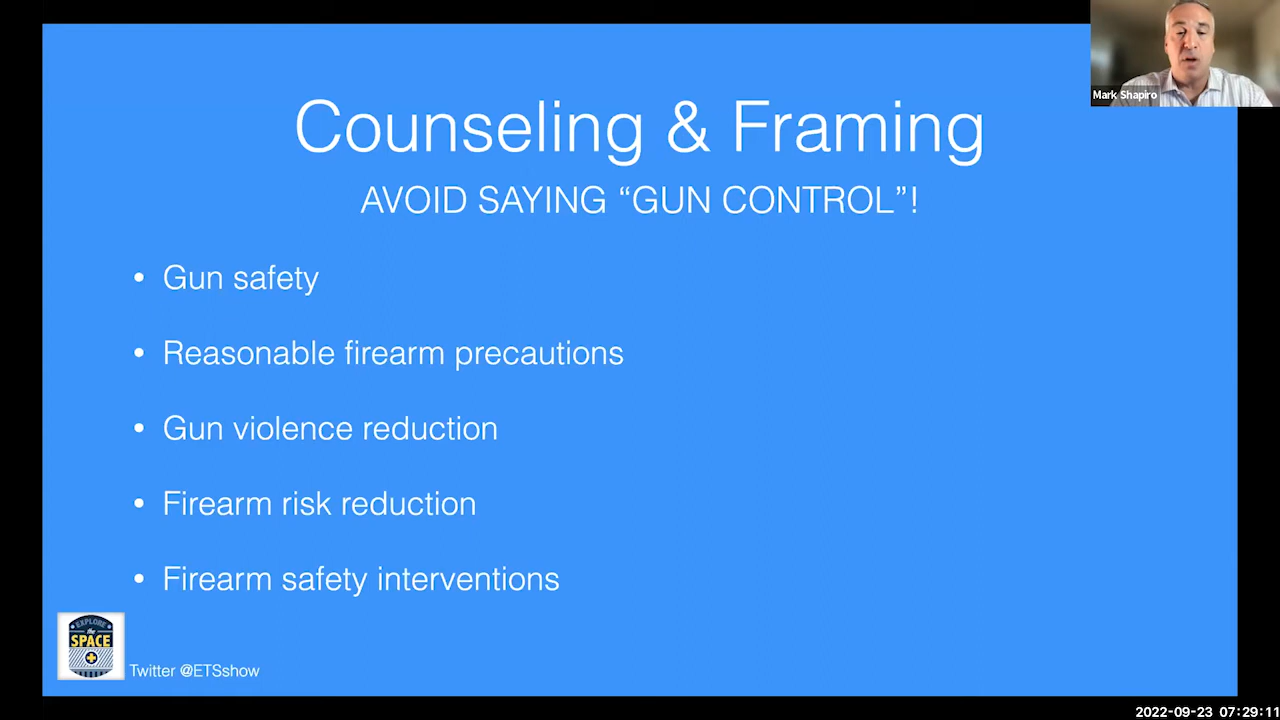 Mark Shapiro
Counseling & Framing
AVOID SAYING “GUN CONTROL”!
• Gun safety
• Reasonable firearm precautions
• Gun violence reduction
• Firearm risk reduction
• Firearm safety interventions
EXPLORE
the
SPACE
Twitter @ETSshow
2022-09-23 07:29:11